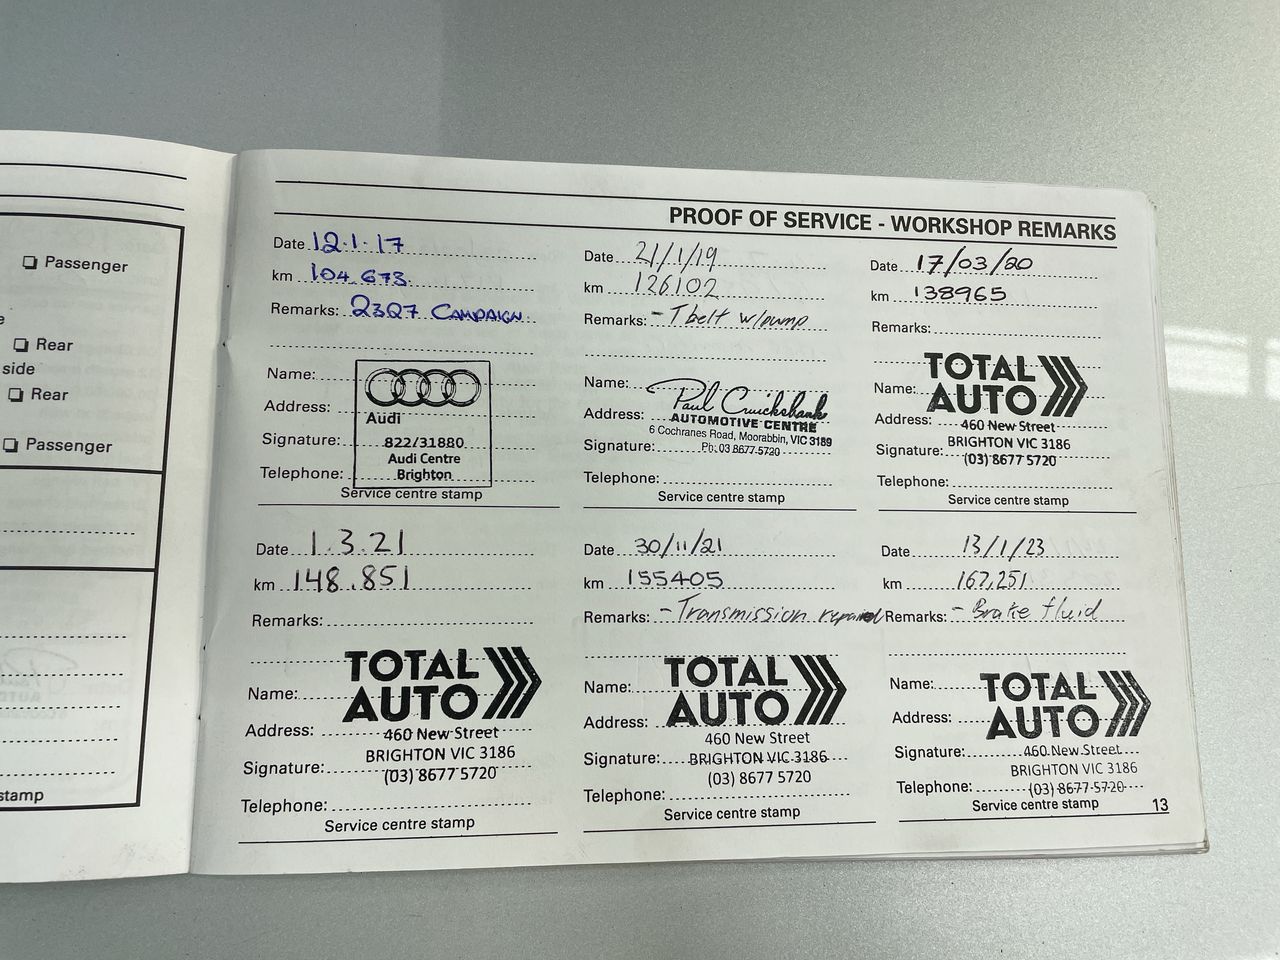 Passenger
Rear
side
Rear
Passenger
stamp
PROOF OF SERVICE - WORKSHOP REMARKS
Date 12.1.17
km 104.673.
Remarks: 23Q7 CAMPAIGN
Name:
Address:
Signature:
Telephone:
Audi
822/31880
Audi Centre
Brighton
Service centre stamp
Date 21/1/19
km 126102
Remarks: - T belt w/pump
Name:
Address:
Signature:
Telephone:
Paul Cruickshank
AUTOMOTIVE CENTRE
6 Cochranes Road, Moorabbin, VIC 3189
Ph: 03 8677 5720
Service centre stamp
Date 17/03/20
km 138965
Remarks:
Name:
Address:
Signature:
Telephone:
TOTAL
AUTO
460 New Street
BRIGHTON VIC 3186
(03) 8677 5720
Service centre stamp
Date 1.3.21
km 148.851
Remarks:
Name:
Address:
Signature:
Telephone:
TOTAL
AUTO
460 New Street
BRIGHTON VIC 3186
(03) 8677 5720
Service centre stamp
Date 30/11/21
km 155405
Remarks: - Transmission
Name:
Address:
Signature:
Telephone:
TOTAL
AUTO
460 New Street
BRIGHTON VIC 3186
(03) 8677 5720
Service centre stamp
Date 13/1/23
km 167,251
Remarks: - Brake fluid
Name:
Address:
Signature:
Telephone:
TOTAL
AUTO
460 New Street
BRIGHTON VIC 3186
(03) 8677 5720
Service centre stamp
13